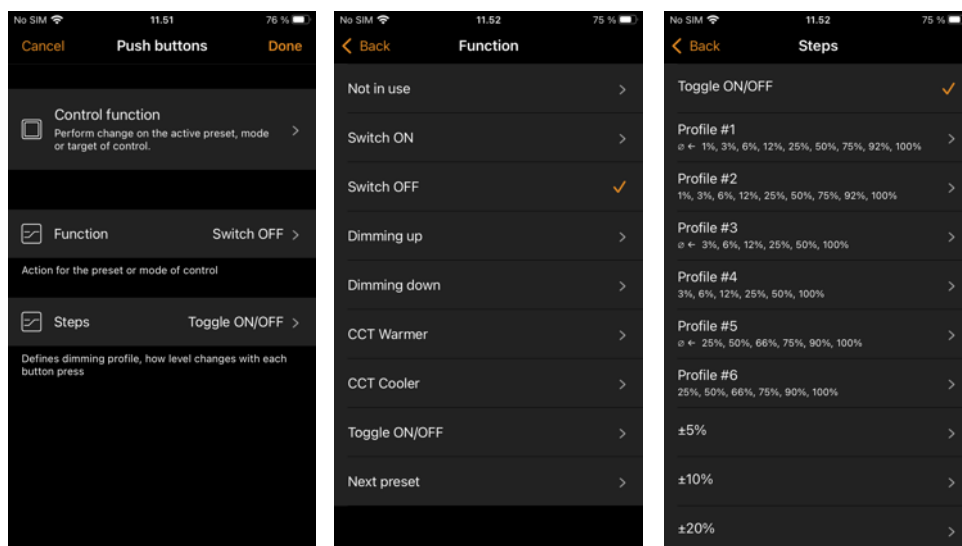 No SIM 11.51 76 %
Cancel Push buttons Done
Control function
Perform change on the active preset, mode
or target of control.
Function Switch OFF
Action for the preset or mode of control
Steps Toggle ON/OFF
Defines dimming profile, how level changes with each
button press
No SIM 11.52 75 %
Back Function
Not in use
Switch ON
Switch OFF
Dimming up
Dimming down
CCT Warmer
CCT Cooler
Toggle ON/OFF
Next preset
No SIM 11.52 75 %
Back Steps
Toggle ON/OFF
Profile #1
⌀ ← 1%, 3%, 6%, 12%, 25%, 50%, 75%, 92%, 100%
Profile #2
1%, 3%, 6%, 12%, 25%, 50%, 75%, 92%, 100%
Profile #3
⌀ ← 3%, 6%, 12%, 25%, 50%, 100%
Profile #4
3%, 6%, 12%, 25%, 50%, 100%
Profile #5
⌀ ← 25%, 50%, 66%, 75%, 90%, 100%
Profile #6
25%, 50%, 66%, 75%, 90%, 100%
±5%
±10%
±20%